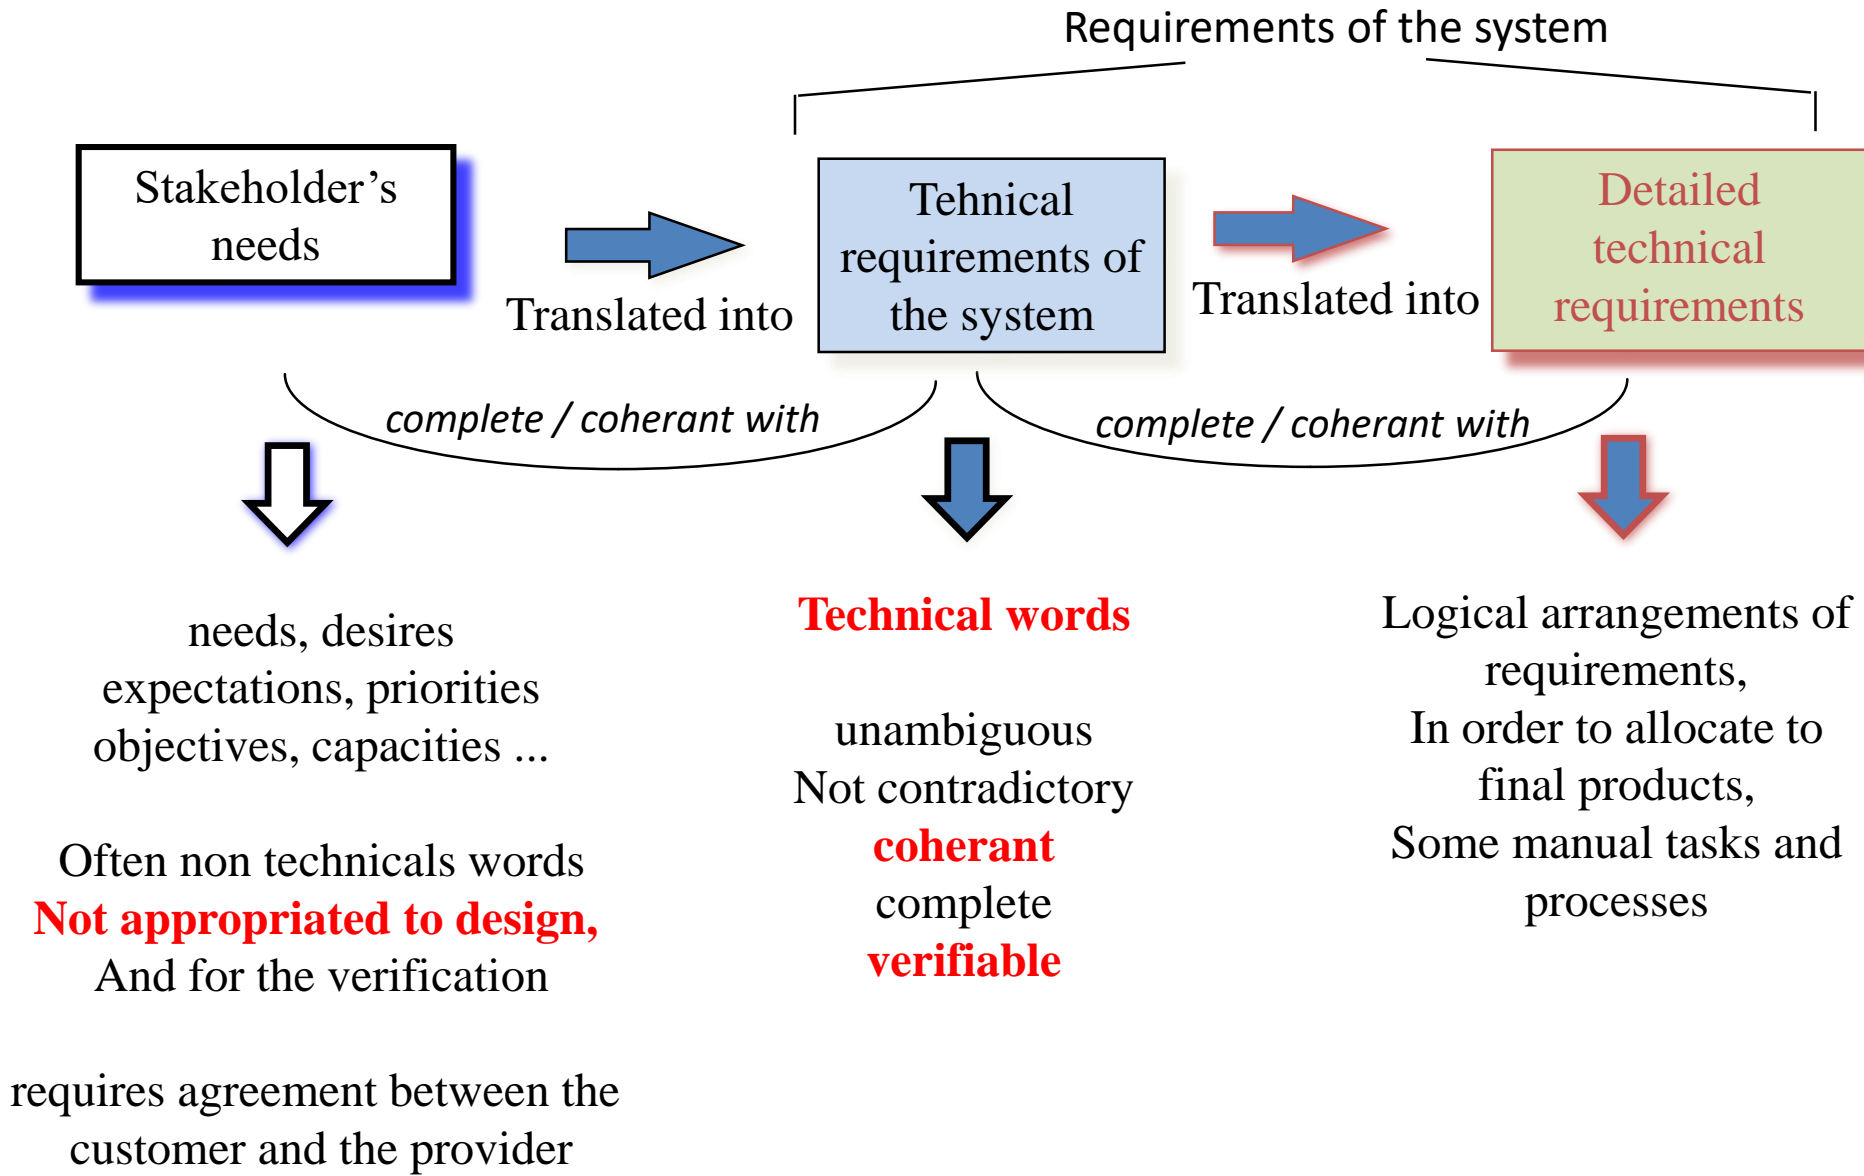 Requirements of the system
Stakeholder's
needs
Translated into
Tehnical
requirements of
the system
Translated into
Detailed
technical
requirements
complete / coherant with
complete / coherant with
needs, desires
expectations, priorities
objectives, capacities ...
Often non technicals words
Not appropriated to design,
And for the verification
requires agreement between the
customer and the provider
Technical words
unambiguous
Not contradictory
coherant
complete
verifiable
Logical arrangements of
requirements,
In order to allocate to
final products,
Some manual tasks and
processes